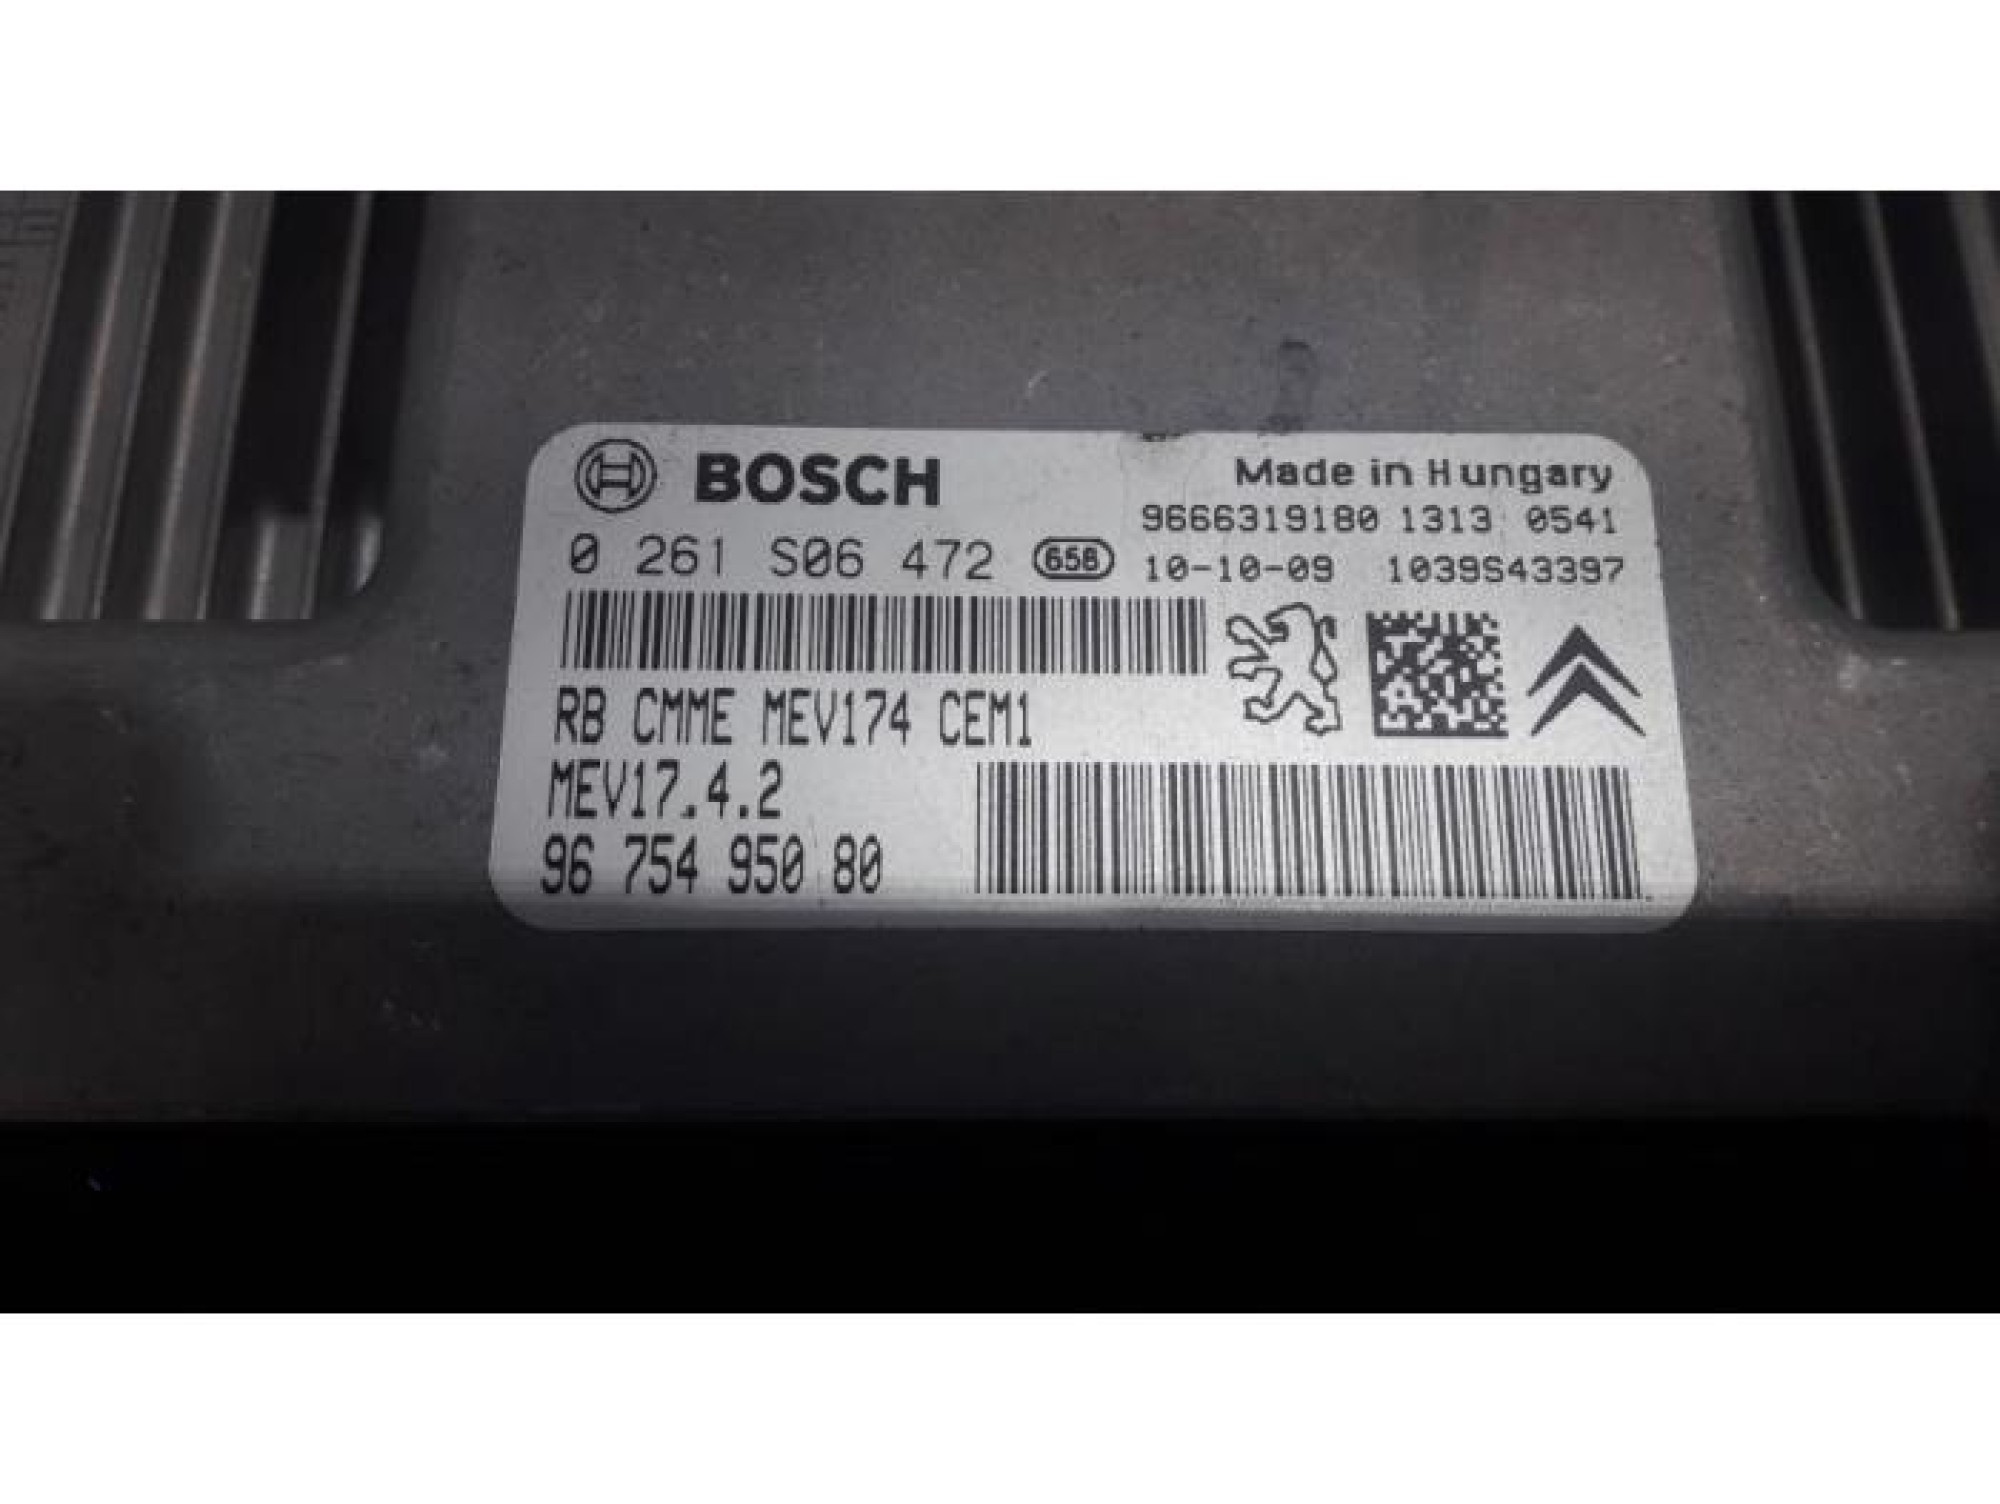 BOSCH
Made in Hungary
9666319180 1313 0541
0 261 S06 472 658
10-10-09 1039S43397
RB CMME MEV174 CEM1
MEV17.4.2
96 754 950 80